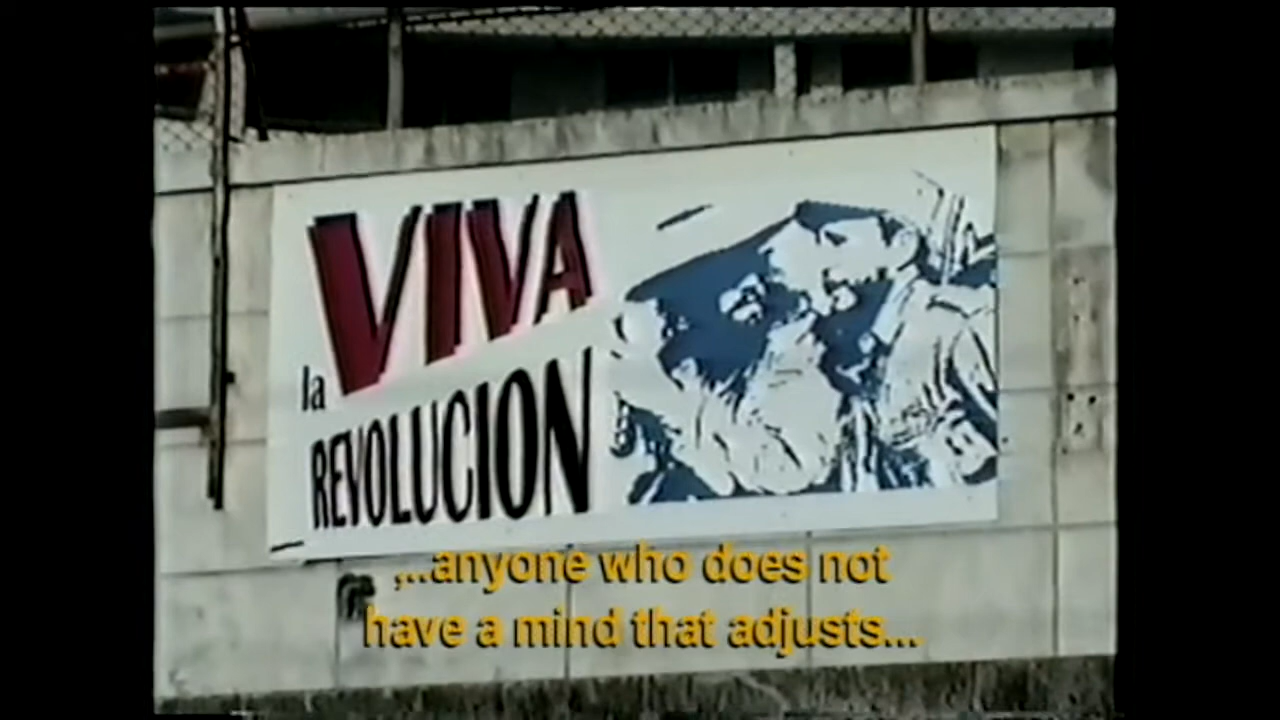 VIVA
la
REVOLUCION
,..anyone who does not
have a mind that adjusts...